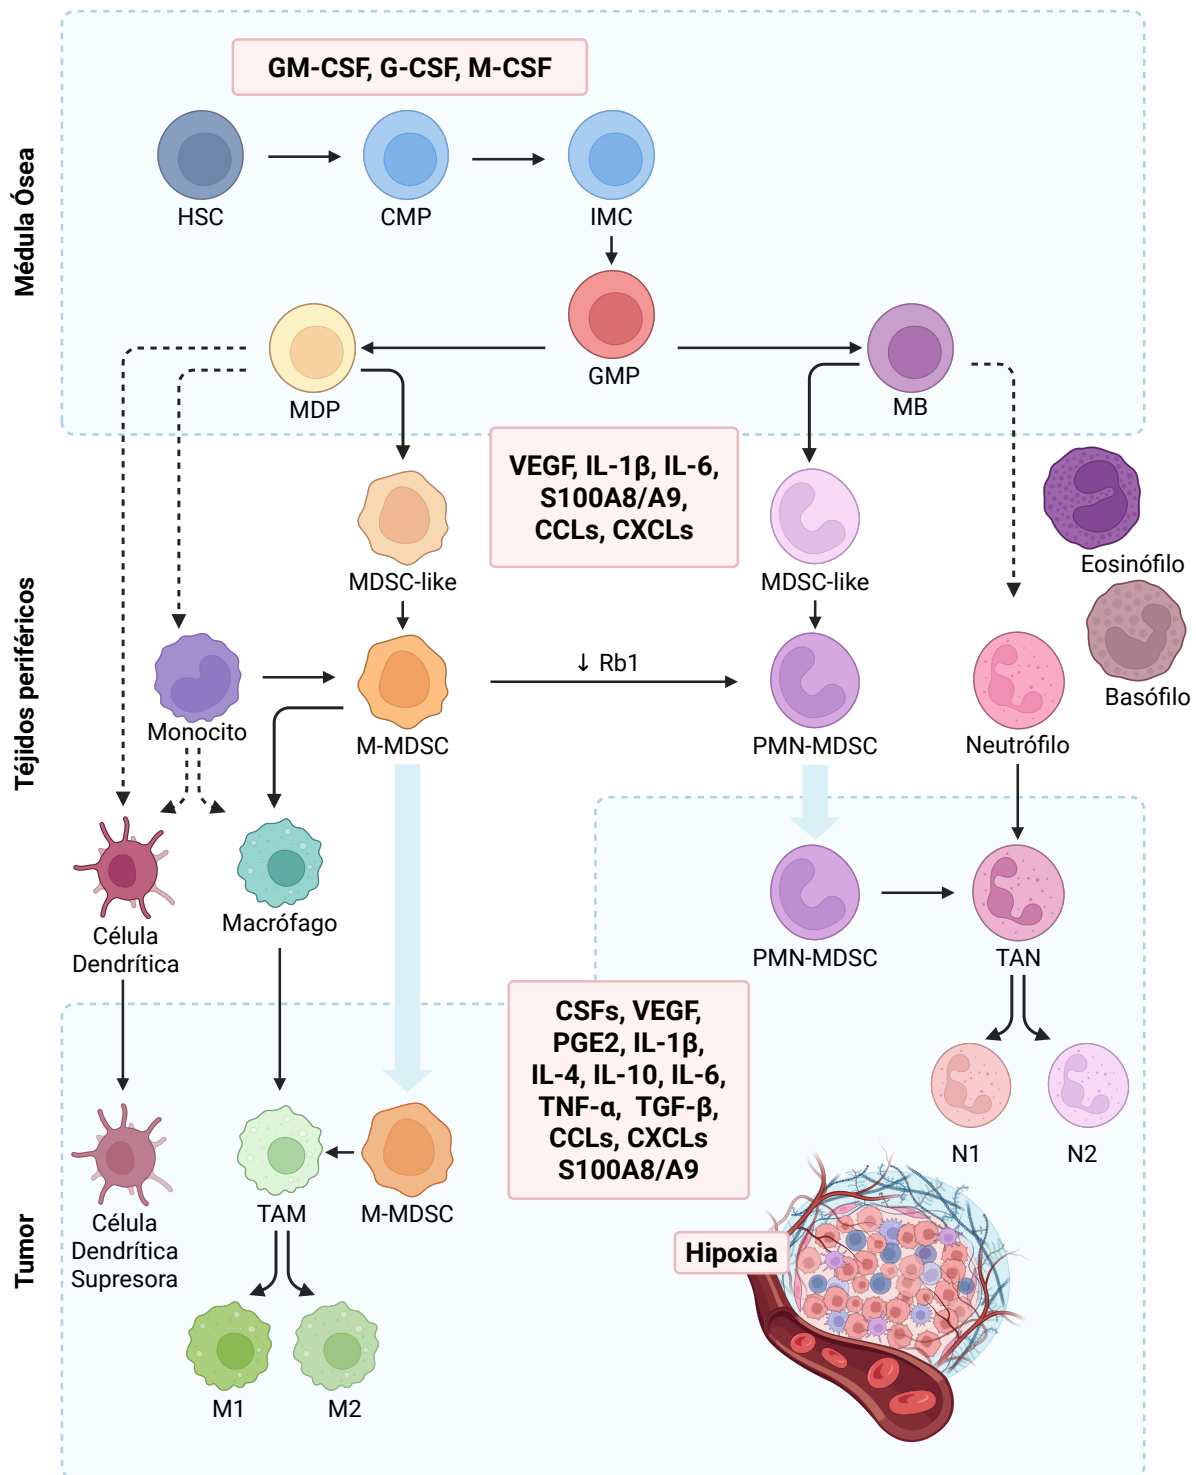 GM-CSF, G-CSF, M-CSF
Médula Ósea
HSC
CMP
IMC
GMP
MDP
MB
VEGF, IL-1β, IL-6,
S100A8/A9,
CCLs, CXCLs
MDSC-like
MDSC-like
Eosinófilo
Basófilo
Téjidos periféricos
Monocito
M-MDSC
↓ Rb1
PMN-MDSC
Neutrófilo
Célula
Dendrítica
Macrófago
PMN-MDSC
TAN
CSFs, VEGF,
PGE2, IL-1β,
IL-4, IL-10, IL-6,
TNF-α, TGF-β,
CCLs, CXCLs
S100A8/A9
N1
N2
Tumor
Célula
Dendrítica
Supresora
TAM
M-MDSC
Hipoxia
M1
M2